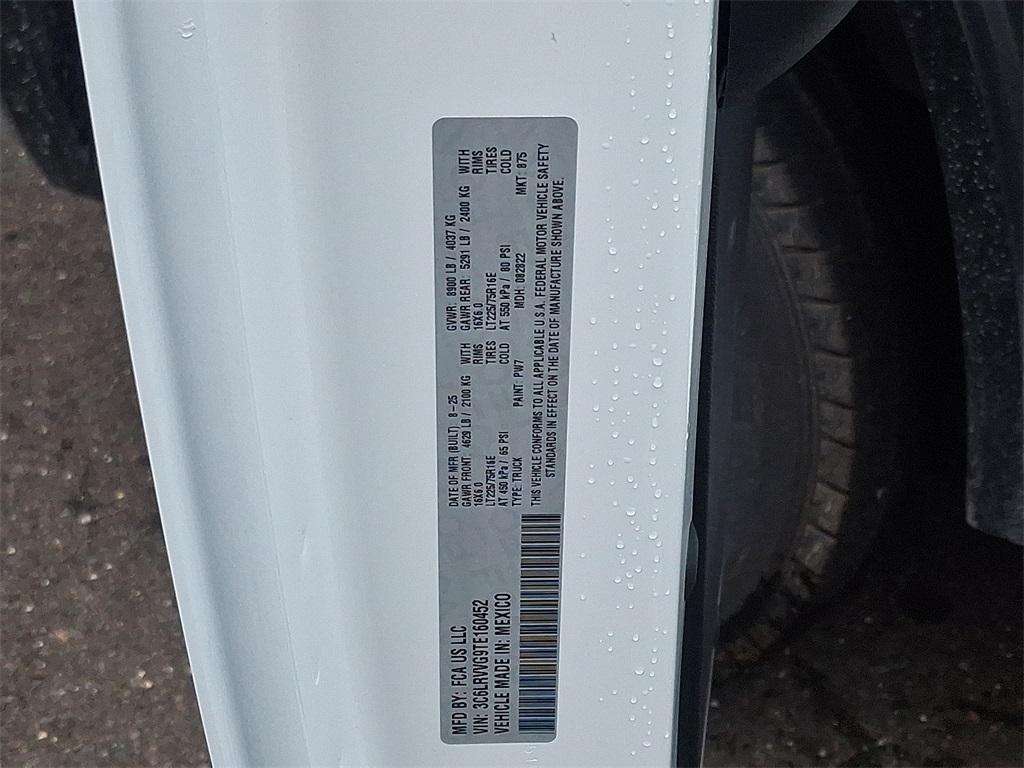 MFD BY: FCA US LLC
VIN: 3C6LRWVG9TE160452
VEHICLE MADE IN: MEXICO
DATE OF MFR (BUILT) 8-25 GVWR: 8900 LB / 4037 KG
GAWR FRONT: 4629 LB / 2100 KG WITH GAWR REAR: 5291 LB / 2400 KG WITH
16X6.0 RIMS 16X6.0 RIMS
LT225/75R16E TIRES LT225/75R16E TIRES
AT 450 kPa / 65 PSI COLD AT 550 kPa / 80 PSI COLD
TYPE: TRUCK PAINT: PW7 MDH: 082822 MKT: 875
THIS VEHICLE CONFORMS TO ALL APPLICABLE U.S.A. FEDERAL MOTOR VEHICLE SAFETY
STANDARDS IN EFFECT ON THE DATE OF MANUFACTURE SHOWN ABOVE.